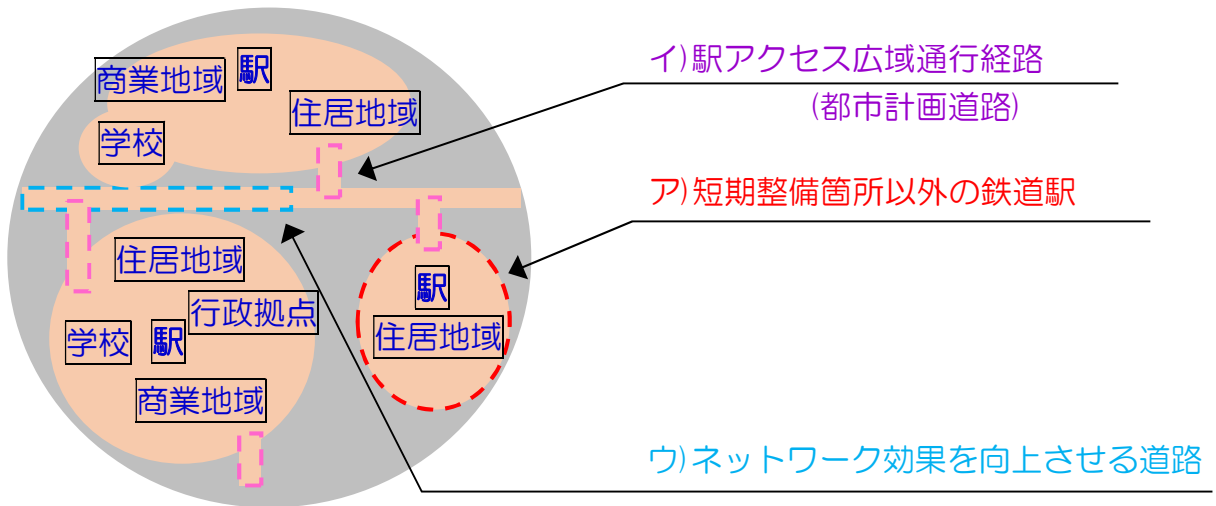 商業地域
駅
住居地域
学校
住居地域
行政拠点
学校
駅
商業地域
駅
住居地域
イ)駅アクセス広域通行経路
(都市計画道路)
ア)短期整備箇所以外の鉄道駅
ウ)ネットワーク効果を向上させる道路